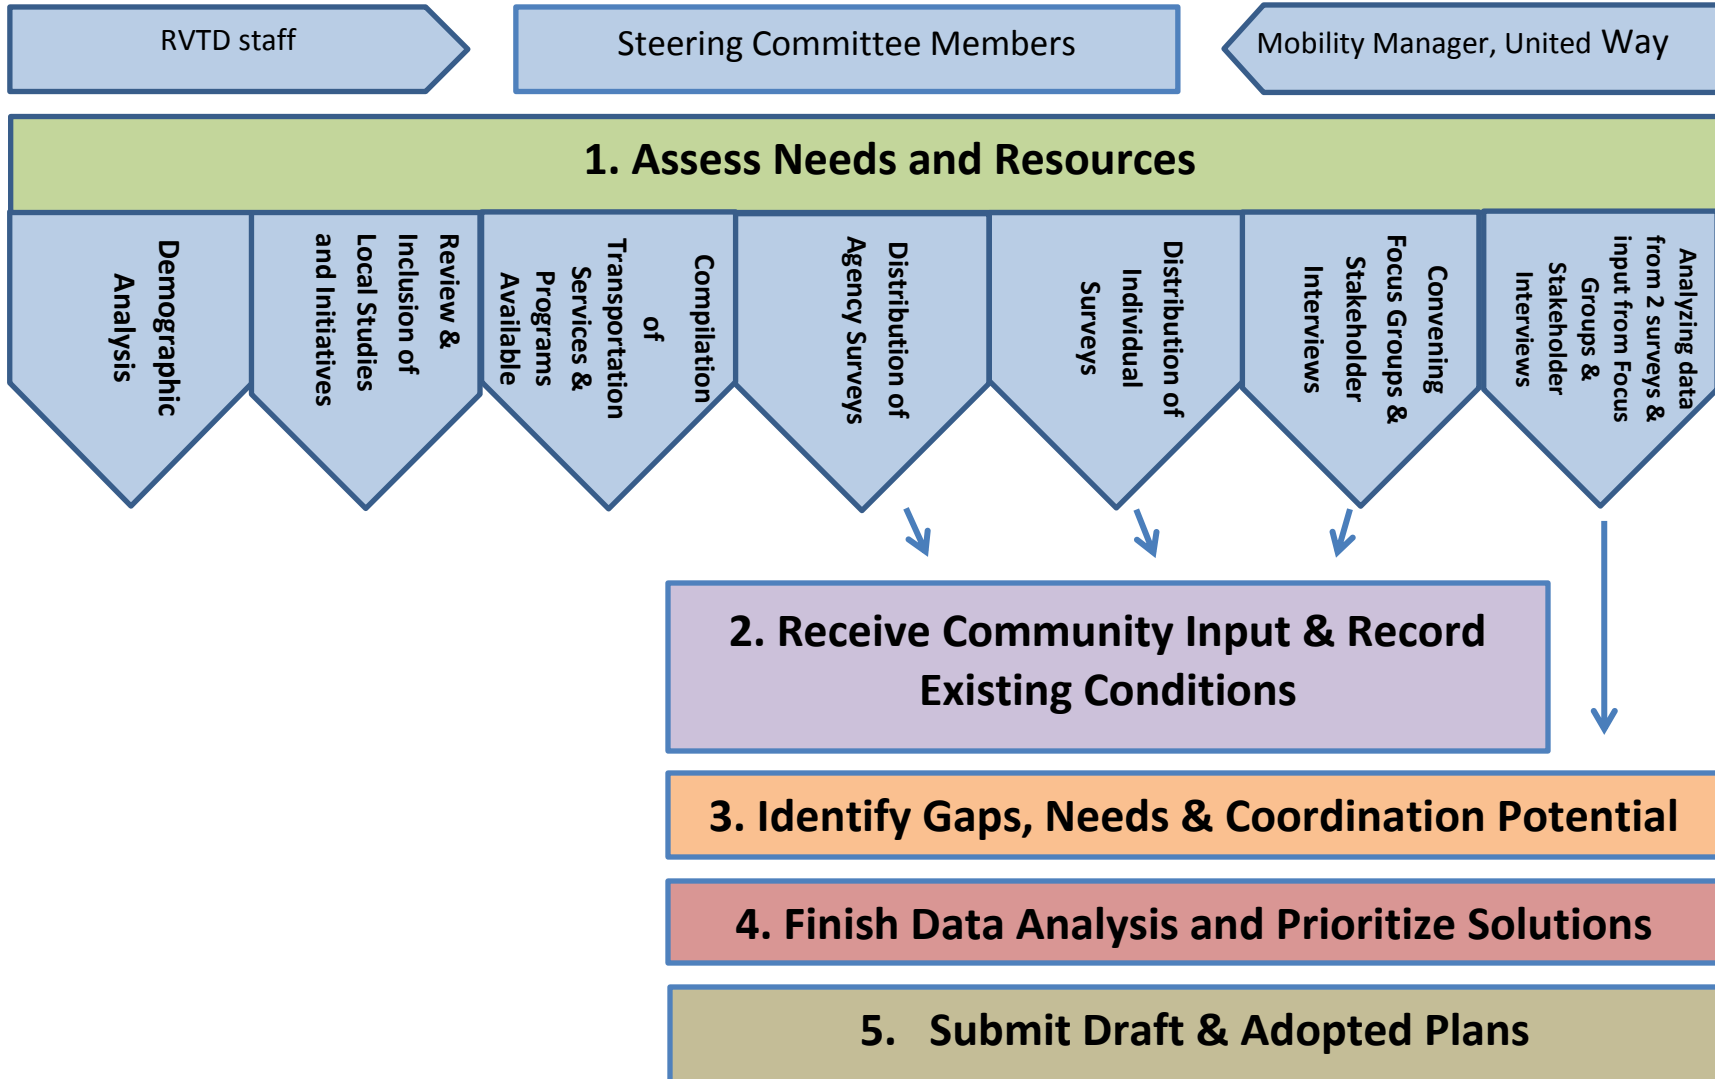 RVTD staff
Steering Committee Members
Mobility Manager, United Way
1. Assess Needs and Resources
Demographic
Analysis
Review &
Inclusion of
Local Studies
and Initiatives
Compilation
of
Transportation
Services &
Programs
Available
Distribution of
Agency Surveys
Distribution of
Individual
Surveys
Convening
Focus Groups &
Stakeholder
Interviews
Analyzing data
from 2 surveys &
input from Focus
Groups &
Stakeholder
Interviews
2. Receive Community Input & Record
Existing Conditions
3. Identify Gaps, Needs & Coordination Potential
4. Finish Data Analysis and Prioritize Solutions
5. Submit Draft & Adopted Plans